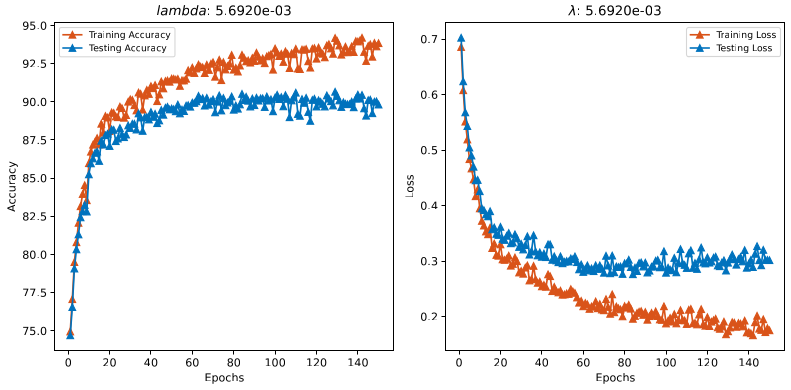 lambda: 5.6920e-03
Training Accuracy
Testing Accuracy
Accuracy
95.0
92.5
90.0
87.5
85.0
82.5
80.0
77.5
75.0
0 20 40 60 80 100 120 140
Epochs
λ: 5.6920e-03
Training Loss
Testing Loss
Loss
0.7
0.6
0.5
0.4
0.3
0.2
0 20 40 60 80 100 120 140
Epochs